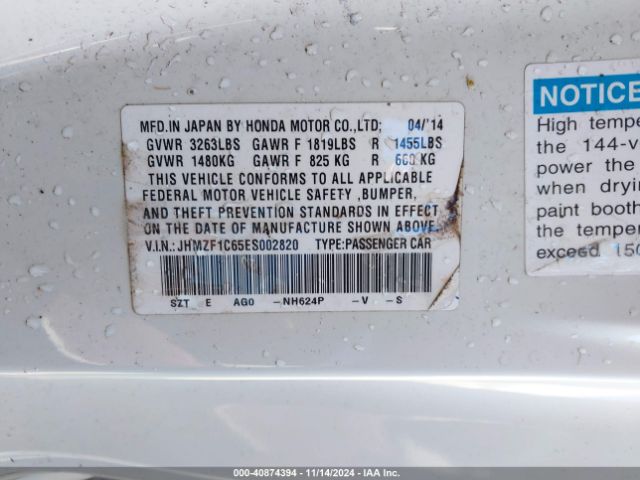 MFD.IN JAPAN BY HONDA MOTOR CO.,LTD; 04/'14
GVWR 3263LBS GAWR F 1819LBS R 1455LBS
GVWR 1480KG GAWR F 825 KG R 660 KG
THIS VEHICLE CONFORMS TO ALL APPLICABLE
FEDERAL MOTOR VEHICLE SAFETY ,BUMPER,
AND THEFT PREVENTION STANDARDS IN EFFECT
ON THE DATE OF MANUFACTURE SHOWN ABOVE.
V.I.N.: JHMZF1C65ES002820 TYPE:PASSENGER CAR
SZT E AGO -NH624P -V -S
NOTICE
High tempe
the 144-v
power the
when dryin
paint booth
the temper
exceed 150
000-40874394 - 11/14/2024 - IAA Inc.